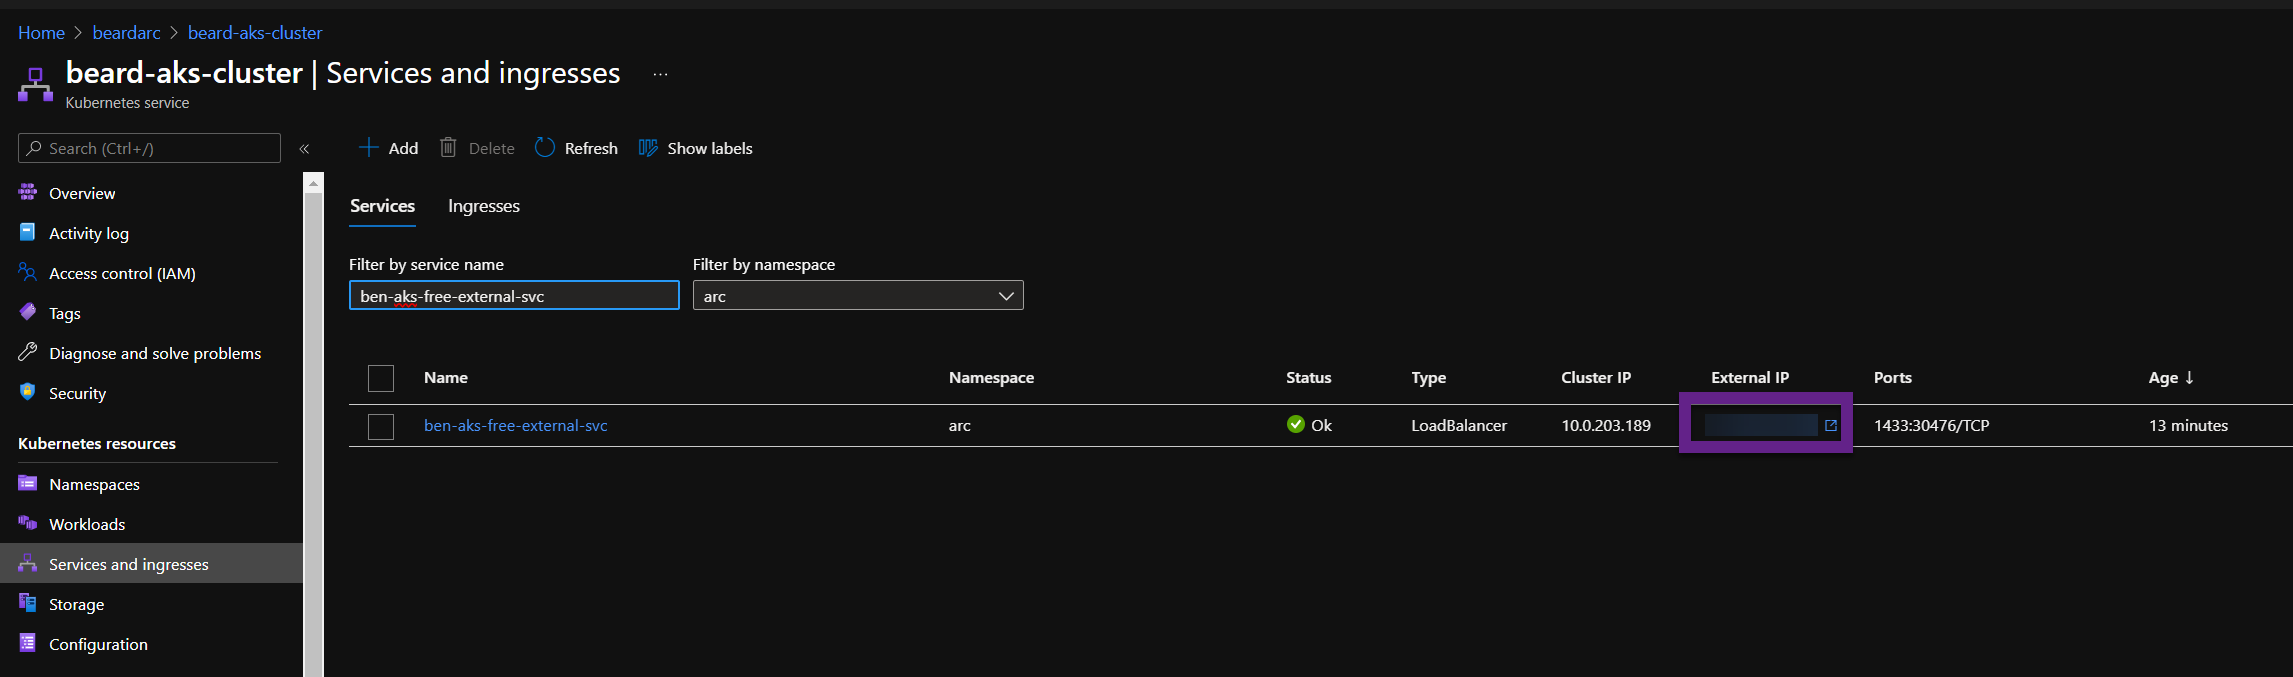 Home > beardarc > beard-aks-cluster
beard-aks-cluster | Services and ingresses ...
Kubernetes service
Search (Ctrl+/) «
Add Delete Refresh Show labels
Overview
Activity log
Access control (IAM)
Tags
Diagnose and solve problems
Security
Kubernetes resources
Namespaces
Workloads
Services and ingresses
Storage
Configuration
Services Ingresses
Filter by service name Filter by namespace
ben-aks-free-external-svc arc
Name Namespace Status Type Cluster IP External IP Ports Age ↓
ben-aks-free-external-svc arc Ok LoadBalancer 10.0.203.189 1433:30476/TCP 13 minutes